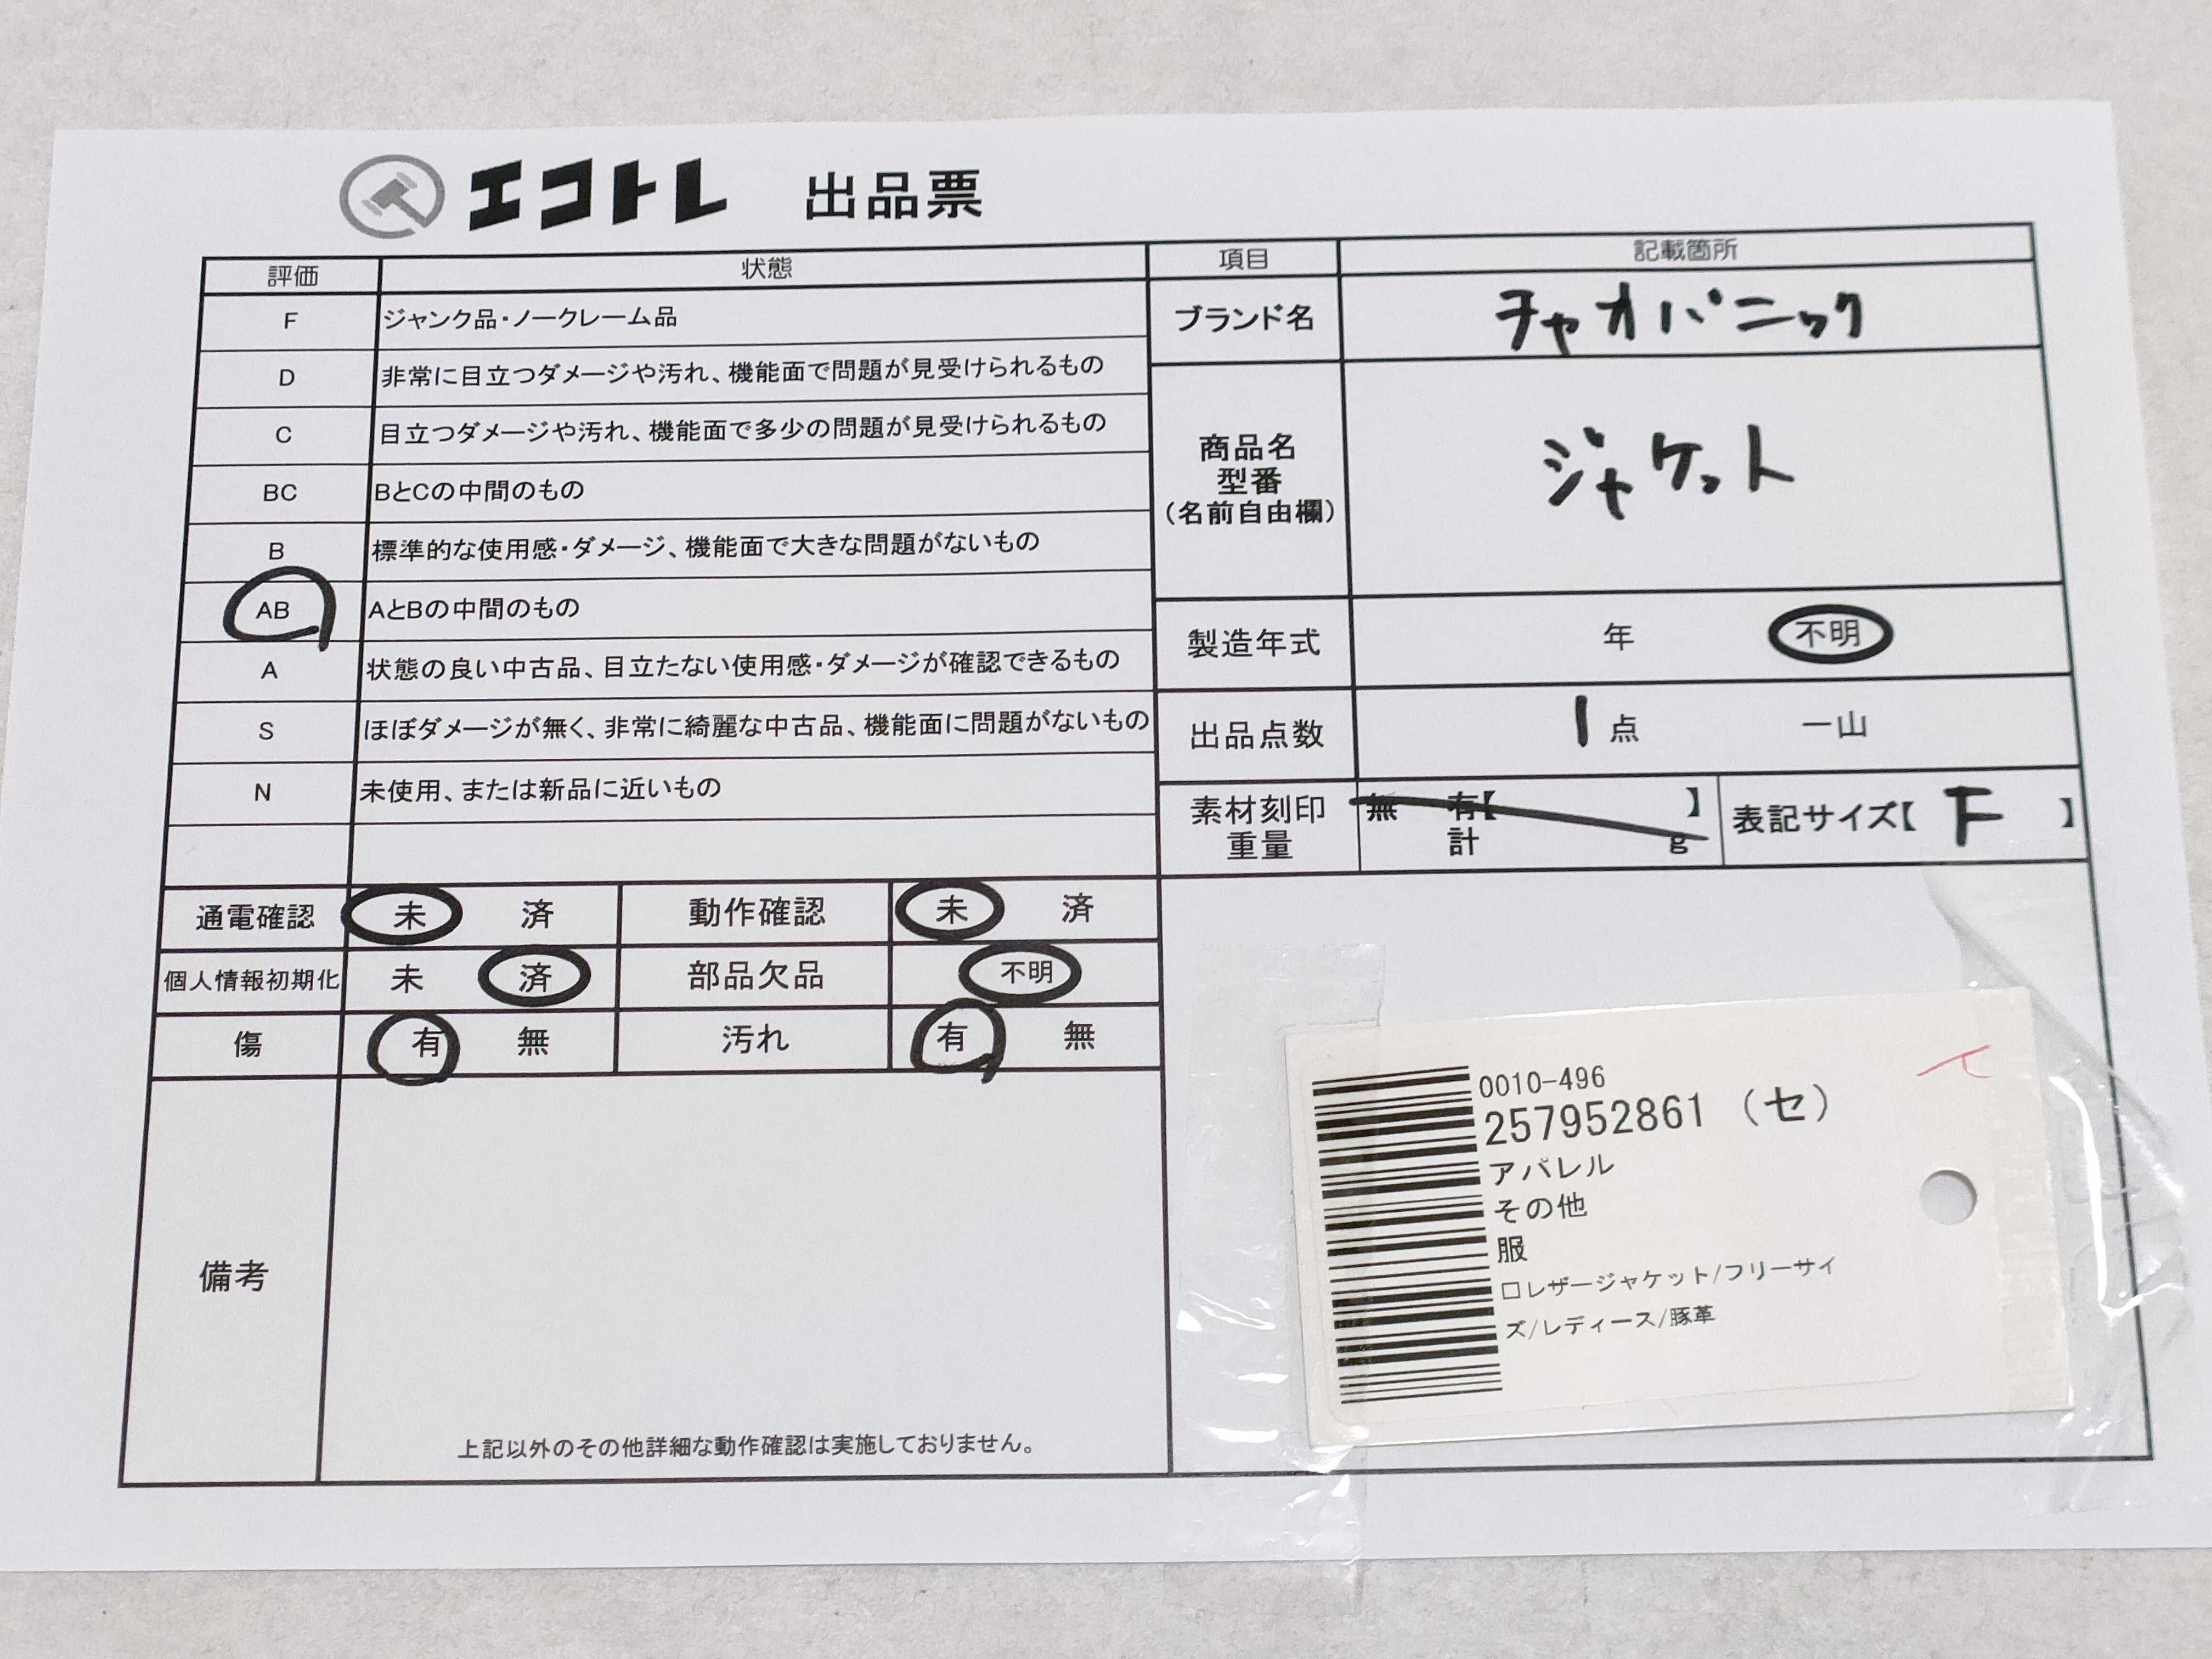 エコトレ 出品票
評価 状態
F ジャンク品・ノークレーム品
D 非常に目立つダメージや汚れ、機能面で問題が見受けられるもの
C 目立つダメージや汚れ、機能面で多少の問題が見受けられるもの
BC BとCの中間のもの
B 標準的な使用感・ダメージ、機能面で大きな問題がないもの
AB AとBの中間のもの
A 状態の良い中古品、目立たない使用感・ダメージが確認できるもの
S ほぼダメージが無く、非常に綺麗な中古品、機能面に問題がないもの
N 未使用、または新品に近いもの
項目 記載箇所
ブランド名 チャオパニック
商品名
型番
(名前自由欄)
ジャケット
製造年式 年 不明
出品点数 1点 一山
素材刻印 無 有【 】
重量 計 g
表記サイズ【 F 】
通電確認 未 済 動作確認 未 済
個人情報初期化 未 済 部品欠品 不明
傷 有 無 汚れ 有 無
備考
上記以外のその他詳細な動作確認は実施しておりません。
0010-496
257952861 (セ)
アパレル
その他
服
□レザージャケット/フリーサイ
ズ/レディース/豚革